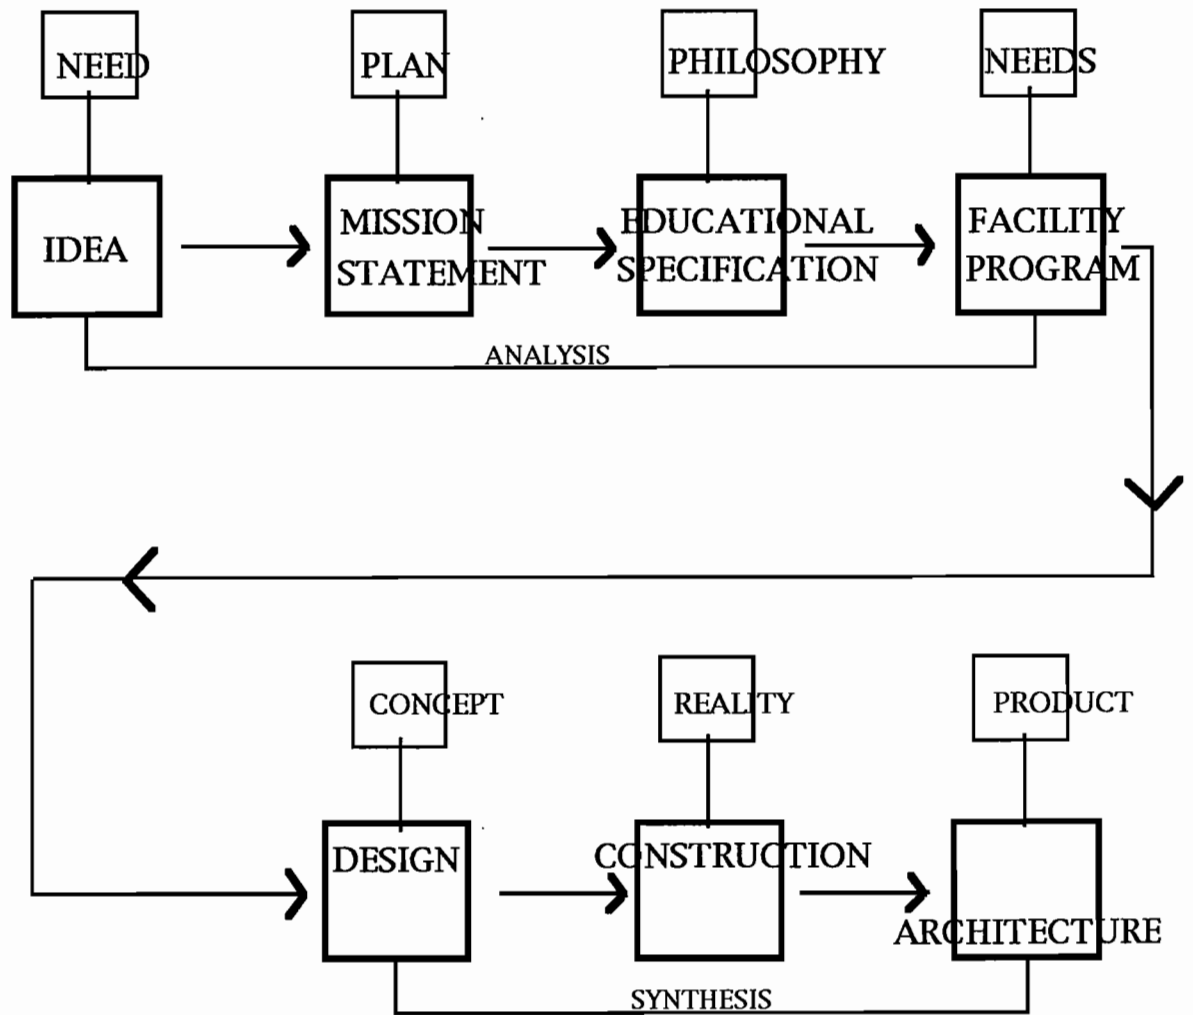 NEED
PLAN
PHILOSOPHY
NEEDS
IDEA
MISSION
STATEMENT
EDUCATIONAL
SPECIFICATION
FACILITY
PROGRAM
ANALYSIS
CONCEPT
REALITY
PRODUCT
DESIGN
CONSTRUCTION
ARCHITECTURE
SYNTHESIS